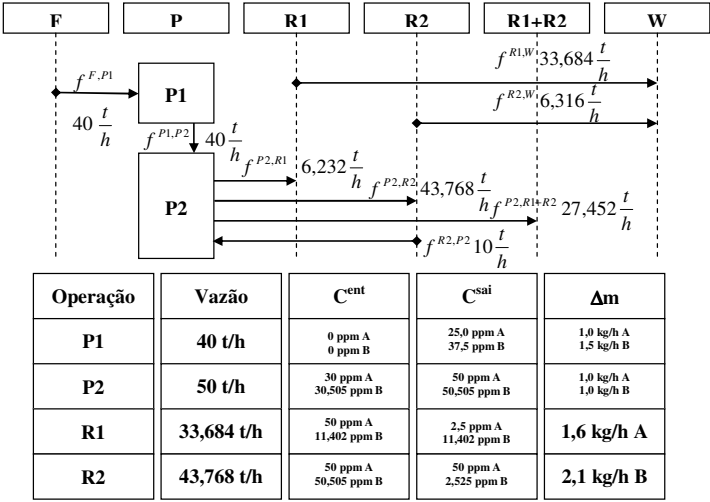 F P R1 R2 R1+R2 W
f^{R1,W} 33,684 t/h
f^{F,P1}
f^{R2,W} 6,316 t/h
P1
40 t/h
f^{P1,P2} 40 t/h
f^{P2,R1} 6,232 t/h
f^{P2,R2} 43,768 t/h
P2
f^{P2,R1+R2} 27,452 t/h
f^{R2,P2} 10 t/h
Operação Vazão C^{ent} C^{sai} Δm
P1 40 t/h 0 ppm A 25,0 ppm A 1,0 kg/h A
0 ppm B 37,5 ppm B 1,5 kg/h B
P2 50 t/h 30 ppm A 50 ppm A 1,0 kg/h A
30,505 ppm B 50,505 ppm B 1,0 kg/h B
R1 33,684 t/h 50 ppm A 2,5 ppm A 1,6 kg/h A
11,402 ppm B 11,402 ppm B
R2 43,768 t/h 50 ppm A 50 ppm A 2,1 kg/h B
50,505 ppm B 2,525 ppm B